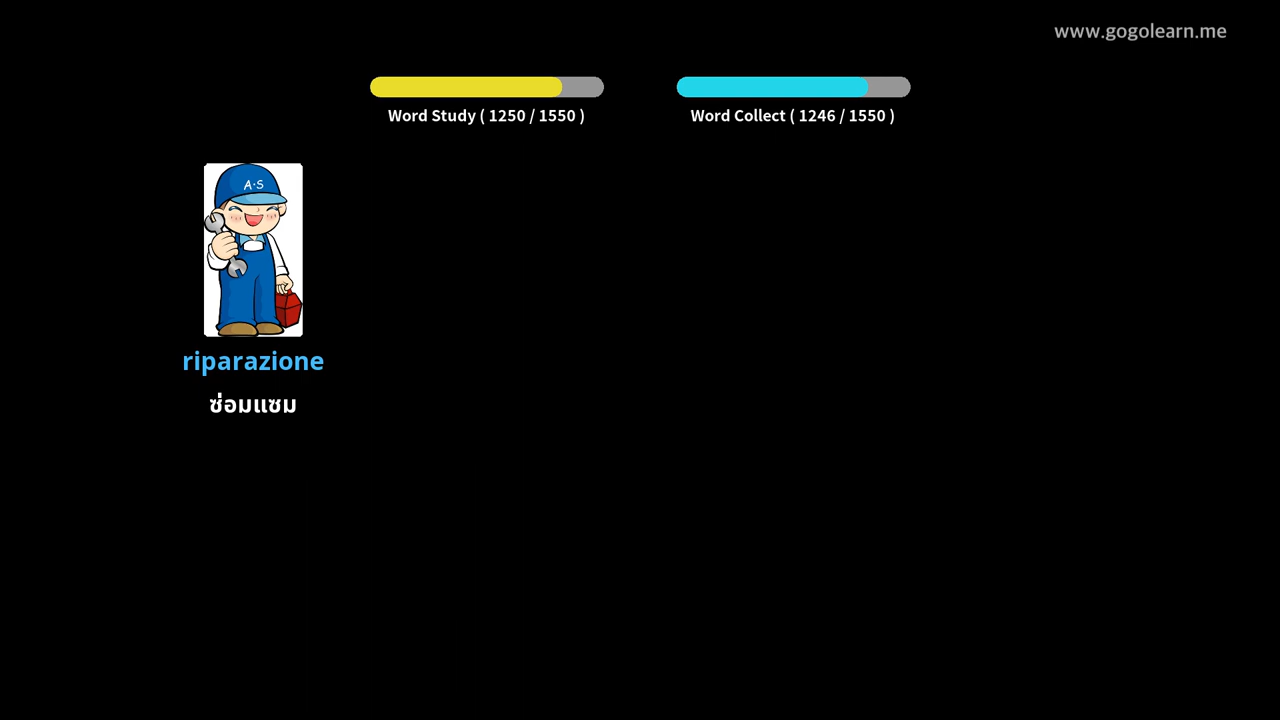 www.gogolearn.me
Word Study ( 1250 / 1550 )
Word Collect ( 1246 / 1550 )
A·S
riparazione
ซ่อมแซม